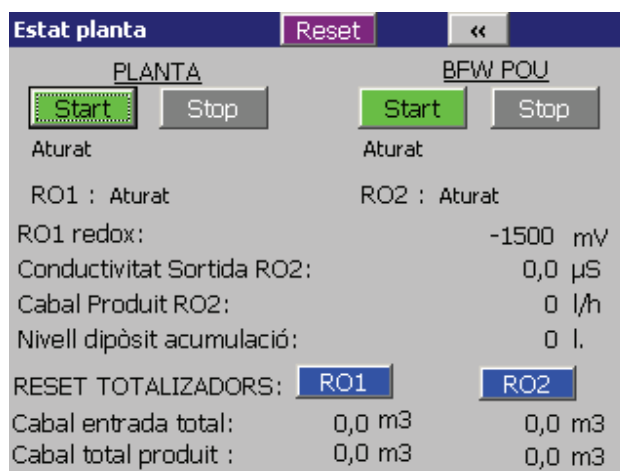 Estat planta Reset «
PLANTA BFW POU
Start Stop Start Stop
Aturat Aturat
RO1 : Aturat RO2 : Aturat
RO1 redox: -1500 mV
Conductivitat Sortida RO2: 0,0 µS
Cabal Produit RO2: 0 l/h
Nivell dipòsit acumulació: 0 l.
RESET TOTALIZADORS: RO1 RO2
Cabal entrada total: 0,0 m3 0,0 m3
Cabal total produit : 0,0 m3 0,0 m3